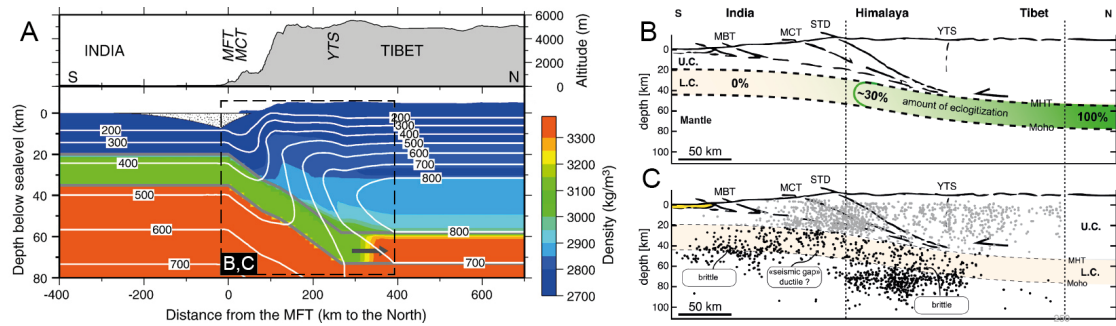 A
INDIA
S
MFT
MCT
YTS
TIBET
N
6000
4000
2000
0
Altitude (m)
Depth below sealevel (km)
0
20
40
60
80
200
300
400
500
600
700
200
300
400
500
600
700
800
800
700
B,C
-400
-200
0
200
400
600
Distance from the MFT (km to the North)
3300
3200
3100
3000
2900
2800
2700
Density (kg/m³)
B
S India Himalaya Tibet N
MBT MCT STD YTS
depth [km]
0
20
40
60
80
100
U.C.
L.C.
Mantle
0%
~30%
amount of eclogitization
100%
MHT
Moho
50 km
C
MBT MCT STD YTS
depth [km]
0
20
40
60
80
100
U.C.
MHT
L.C.
Moho
brittle
«seismic gap»
ductile ?
brittle
50 km
250